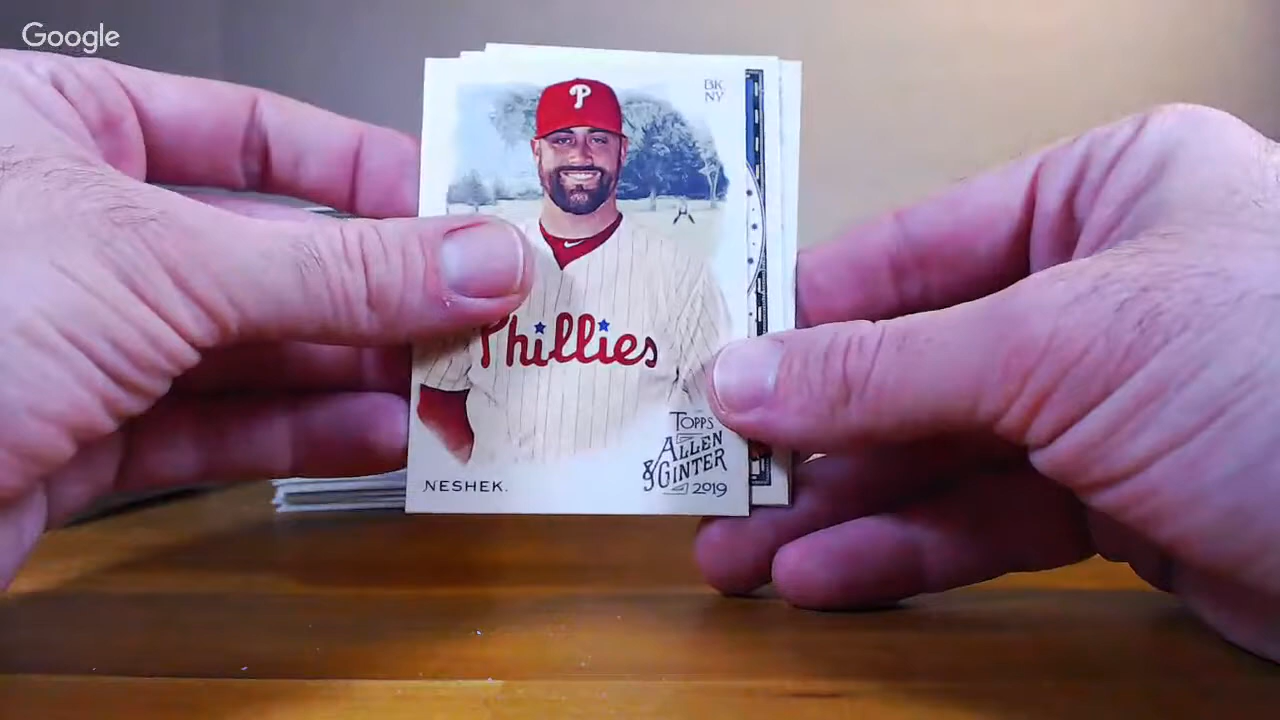 Google
P
BK
NY
Phillies
TOPPS
ALLEN
& GINTER
2019
NESHEK.